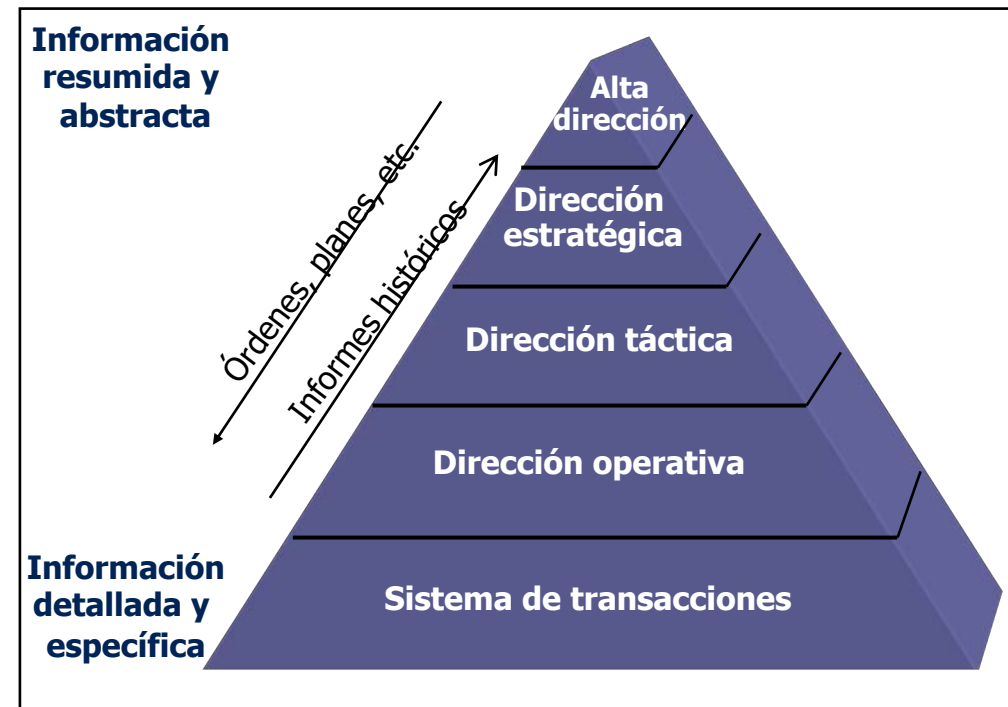 Información
resumida y
abstracta
Alta
dirección
Órdenes, planes, etc.
Informes históricos
Dirección
estratégica
Dirección táctica
Dirección operativa
Información
detallada y
específica
Sistema de transacciones